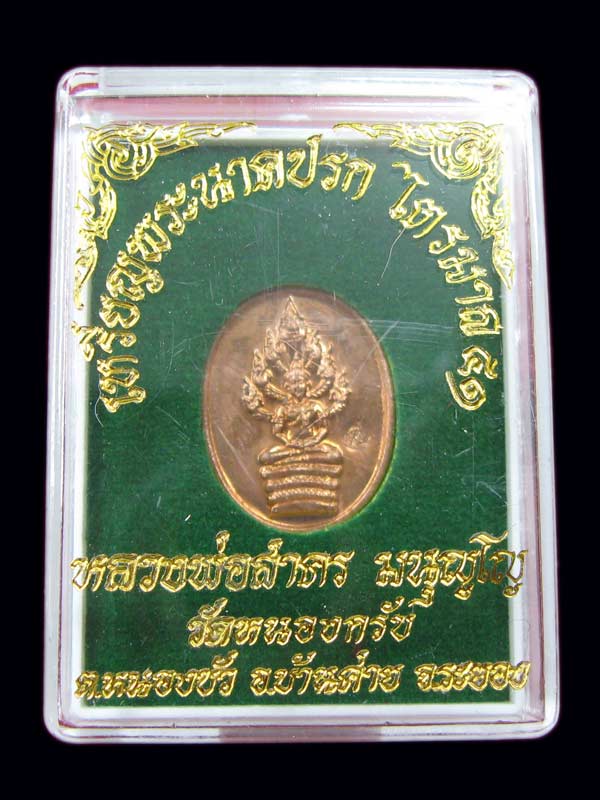 เหรียญพระนาคปรก ไตรมาส ๕๑
หลวงพ่อสาคร มนุญฺโญ
วัดหนองกรับ
ต.หนองบัว อ.บ้านค่าย จ.ระยอง